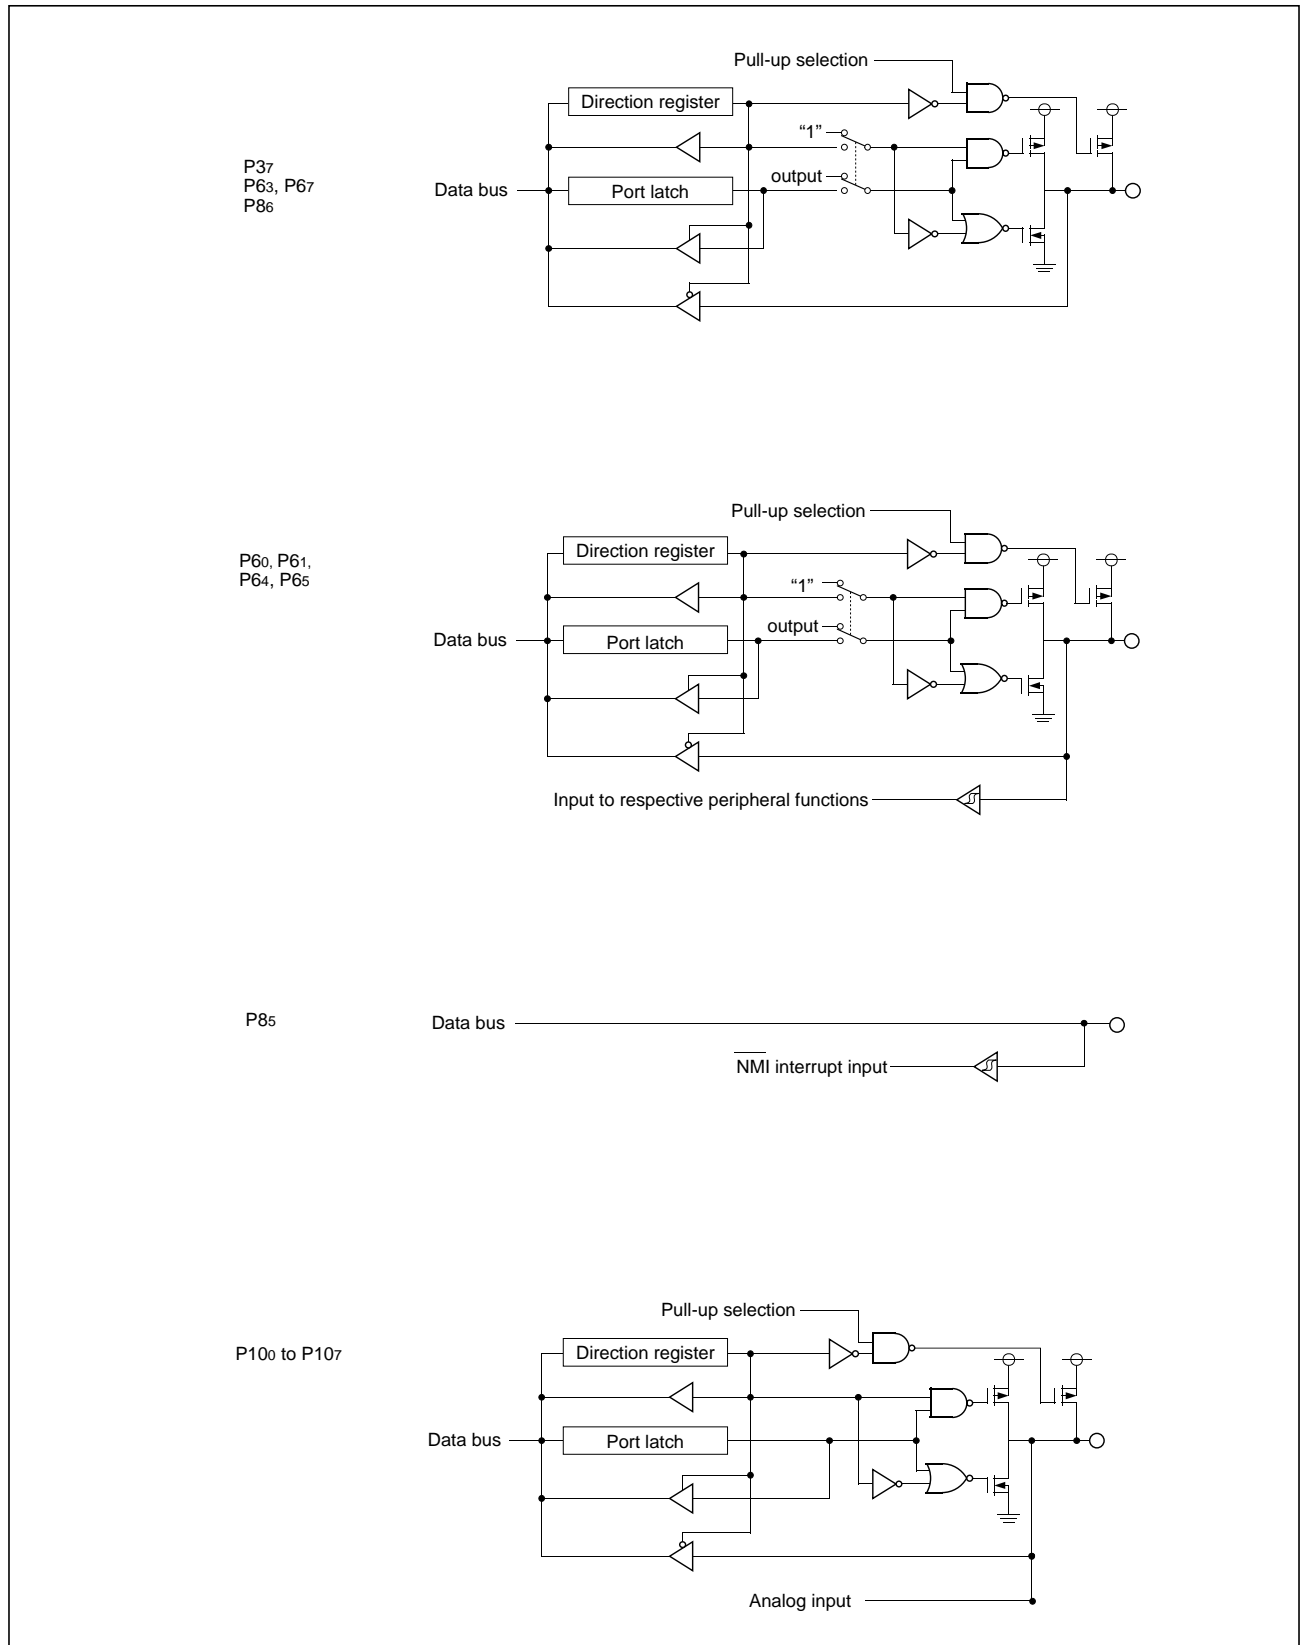 Pull-up selection
Direction register
“1”
P37
P63, P67
P86
output
Data bus
Port latch
Pull-up selection
Direction register
P60, P61,
P64, P65
“1”
output
Data bus
Port latch
Input to respective peripheral functions
P85
Data bus
NMI interrupt input
Pull-up selection
Direction register
P100 to P107
Data bus
Port latch
Analog input